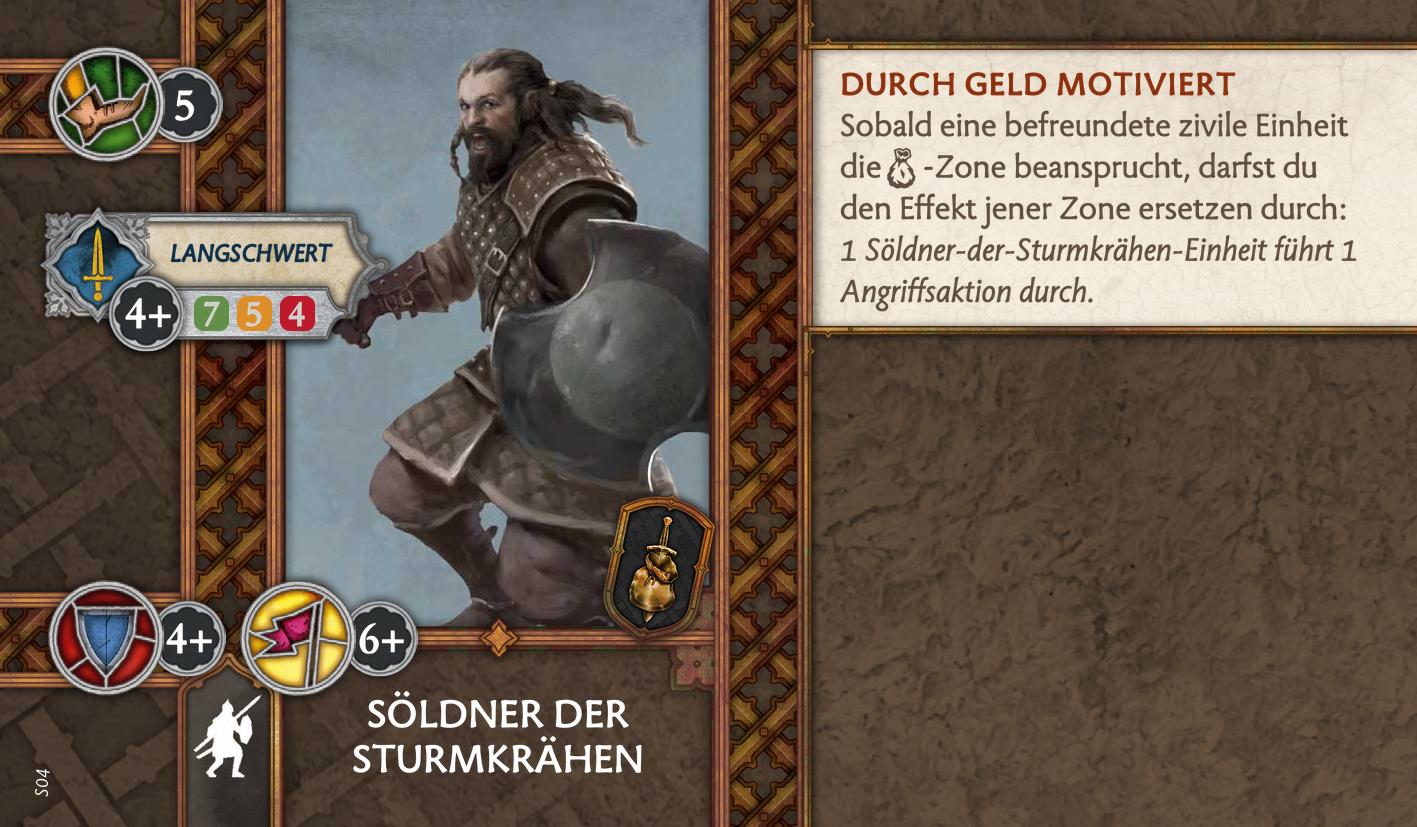 5
LANGSCHWERT
4+ 7 5 4
4+ 6+
SÖLDNER DER
STURMKRÄHEN
S04
DURCH GELD MOTIVIERT
Sobald eine befreundete zivile Einheit
die -Zone beansprucht, darfst du
den Effekt jener Zone ersetzen durch:
1 Söldner-der-Sturmkrähen-Einheit führt 1
Angriffsaktion durch.